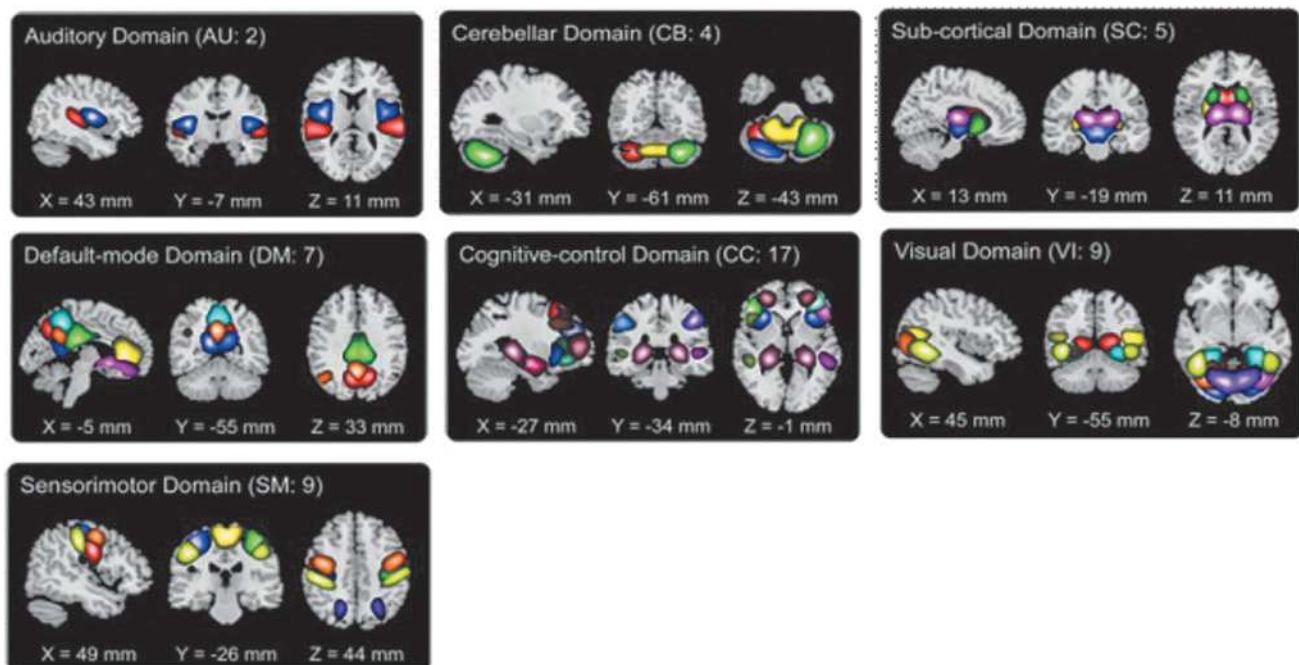 Auditory Domain (AU: 2)
X = 43 mm Y = -7 mm Z = 11 mm
Cerebellar Domain (CB: 4)
X = -31 mm Y = -61 mm Z = -43 mm
Sub-cortical Domain (SC: 5)
X = 13 mm Y = -19 mm Z = 11 mm
Default-mode Domain (DM: 7)
X = -5 mm Y = -55 mm Z = 33 mm
Cognitive-control Domain (CC: 17)
X = -27 mm Y = -34 mm Z = -1 mm
Visual Domain (VI: 9)
X = 45 mm Y = -55 mm Z = -8 mm
Sensorimotor Domain (SM: 9)
X = 49 mm Y = -26 mm Z = 44 mm